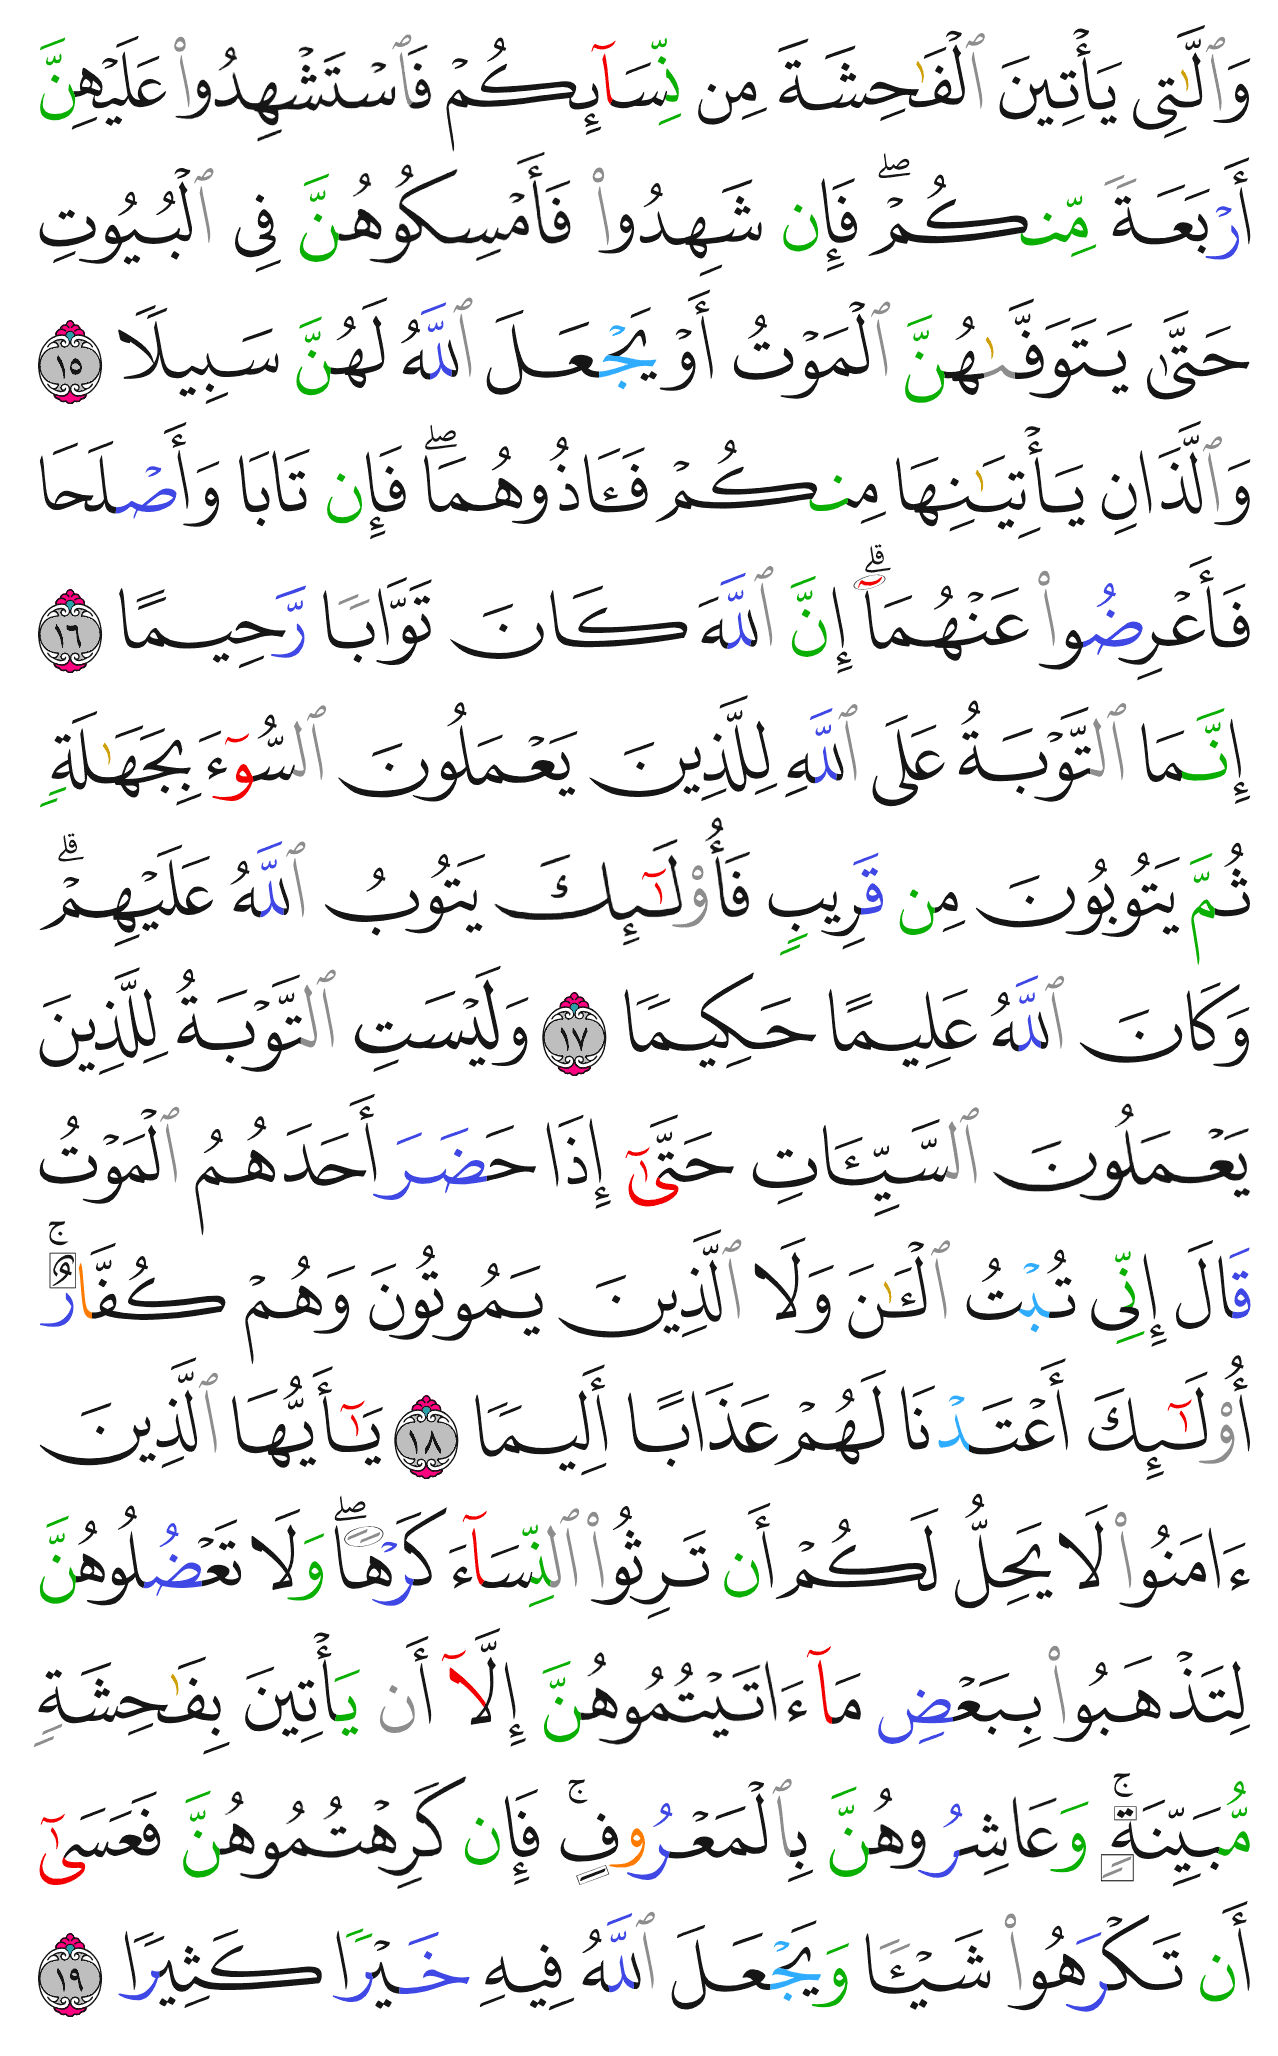 وَٱلَّٰتِى يَأْتِينَ ٱلْفَٰحِشَةَ مِن نِّسَآئِكُمْ فَٱسْتَشْهِدُوا۟ عَلَيْهِنَّ
أَرْبَعَةً مِّنكُمْ ۖ فَإِن شَهِدُوا۟ فَأَمْسِكُوهُنَّ فِى ٱلْبُيُوتِ
حَتَّىٰ يَتَوَفَّىٰهُنَّ ٱلْمَوْتُ أَوْ يَجْعَلَ ٱللَّهُ لَهُنَّ سَبِيلًا ١٥
وَٱلَّذَانِ يَأْتِيَٰنِهَا مِنكُمْ فَـَٔاذُوهُمَا ۖ فَإِن تَابَا وَأَصْلَحَا
فَأَعْرِضُوا۟ عَنْهُمَآ ۗ إِنَّ ٱللَّهَ كَانَ تَوَّابًا رَّحِيمًا ١٦
إِنَّمَا ٱلتَّوْبَةُ عَلَى ٱللَّهِ لِلَّذِينَ يَعْمَلُونَ ٱلسُّوٓءَ بِجَهَٰلَةٍ
ثُمَّ يَتُوبُونَ مِن قَرِيبٍ فَأُو۟لَٰٓئِكَ يَتُوبُ ٱللَّهُ عَلَيْهِمْ ۗ
وَكَانَ ٱللَّهُ عَلِيمًا حَكِيمًا ١٧ وَلَيْسَتِ ٱلتَّوْبَةُ لِلَّذِينَ
يَعْمَلُونَ ٱلسَّيِّـَٔاتِ حَتَّىٰٓ إِذَا حَضَرَ أَحَدَهُمُ ٱلْمَوْتُ
قَالَ إِنِّى تُبْتُ ٱلْـَٰٔنَ وَلَا ٱلَّذِينَ يَمُوتُونَ وَهُمْ كُفَّارٌ ۚ
أُو۟لَٰٓئِكَ أَعْتَدْنَا لَهُمْ عَذَابًا أَلِيمًا ١٨ يَٰٓأَيُّهَا ٱلَّذِينَ
ءَامَنُوا۟ لَا يَحِلُّ لَكُمْ أَن تَرِثُوا۟ ٱلنِّسَآءَ كَرْهًا ۖ وَلَا تَعْضُلُوهُنَّ
لِتَذْهَبُوا۟ بِبَعْضِ مَآ ءَاتَيْتُمُوهُنَّ إِلَّآ أَن يَأْتِينَ بِفَٰحِشَةٍ
مُّبَيِّنَةٍ ۚ وَعَاشِرُوهُنَّ بِٱلْمَعْرُوفِ ۚ فَإِن كَرِهْتُمُوهُنَّ فَعَسَىٰٓ
أَن تَكْرَهُوا۟ شَيْـًٔا وَيَجْعَلَ ٱللَّهُ فِيهِ خَيْرًا كَثِيرًا ١٩